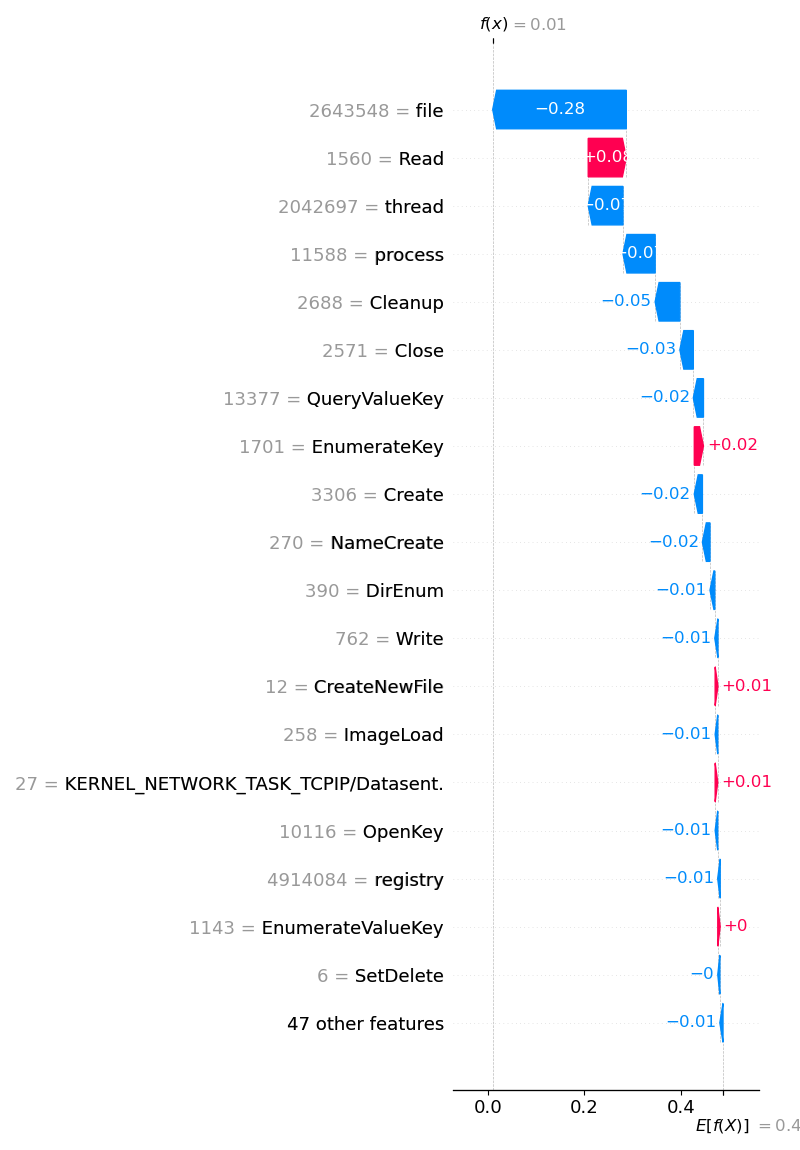 f(x) = 0.01
2643548 = file −0.28
1560 = Read +0.08
2042697 = thread −0.07
11588 = process −0.07
2688 = Cleanup −0.05
2571 = Close −0.03
13377 = QueryValueKey −0.02
1701 = EnumerateKey +0.02
3306 = Create −0.02
270 = NameCreate −0.02
390 = DirEnum −0.01
762 = Write −0.01
12 = CreateNewFile +0.01
258 = ImageLoad −0.01
27 = KERNEL_NETWORK_TASK_TCPIP/Datasent. +0.01
10116 = OpenKey −0.01
4914084 = registry −0.01
1143 = EnumerateValueKey +0
6 = SetDelete −0
47 other features −0.01
0.0 0.2 0.4
E[f(X)] = 0.4